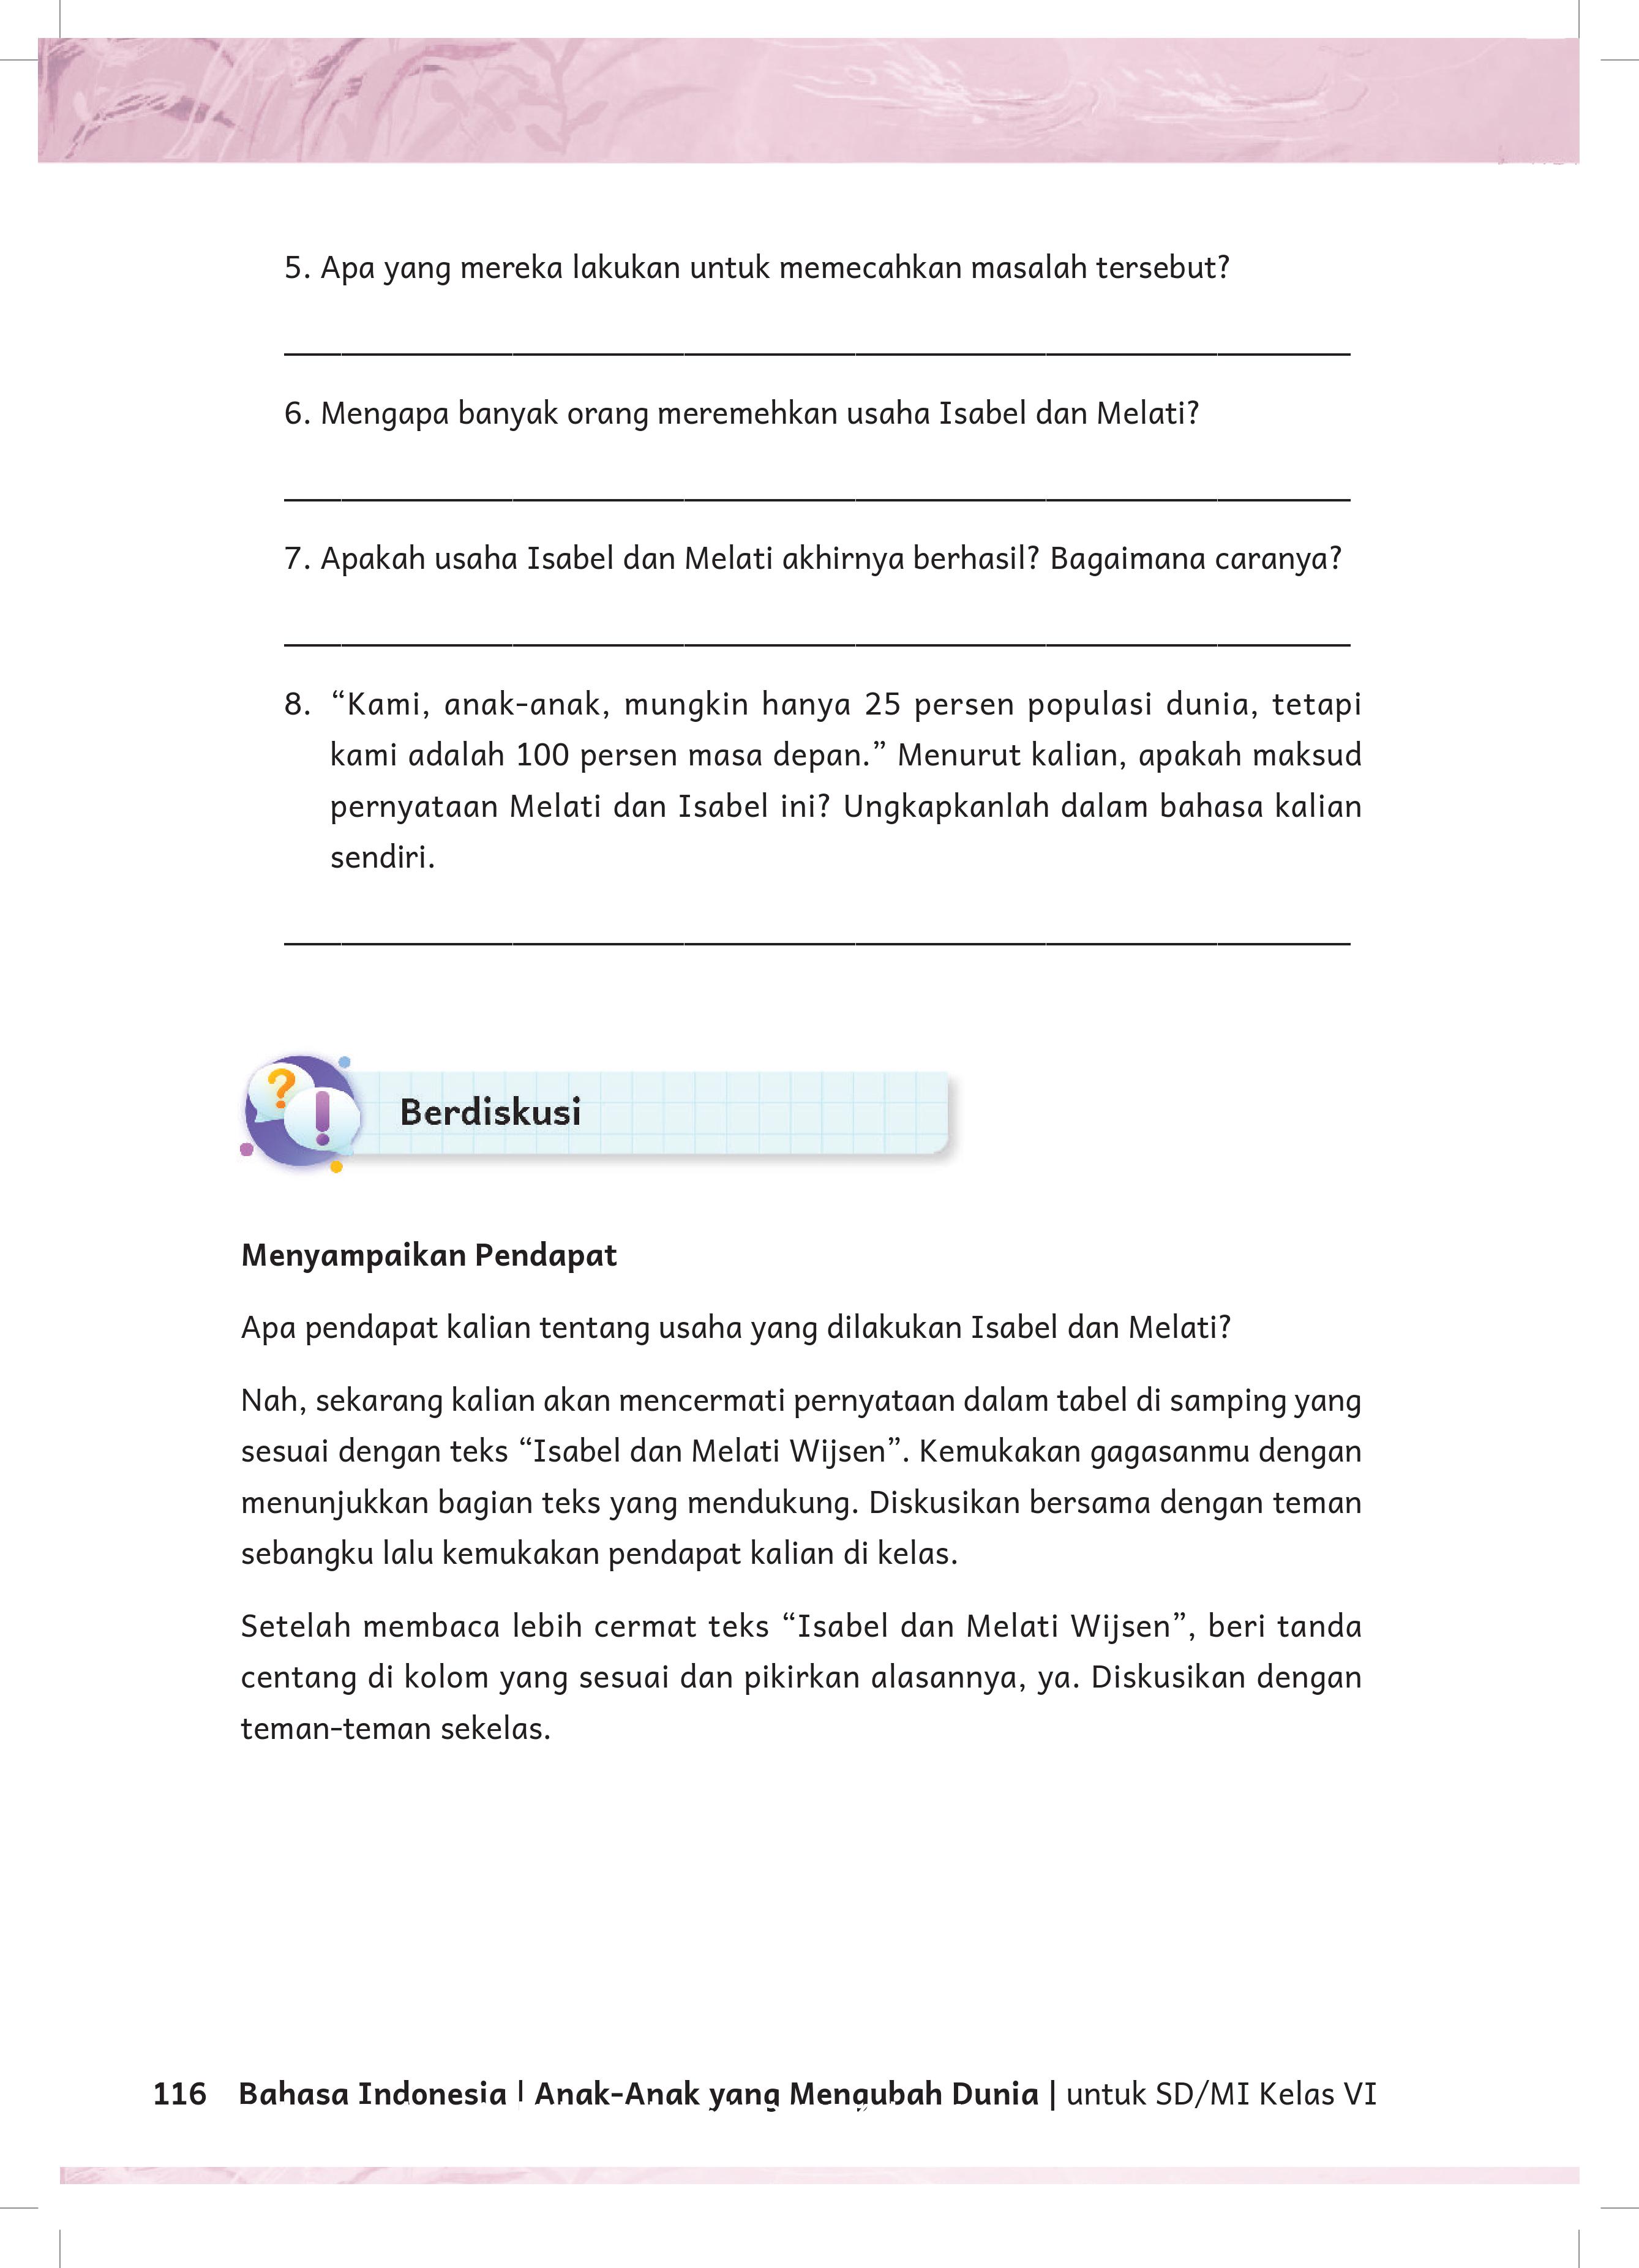 5. Apa yang mereka lakukan untuk memecahkan masalah tersebut?
6. Mengapa banyak orang meremehkan usaha Isabel dan Melati?
7. Apakah usaha Isabel dan Melati akhirnya berhasil? Bagaimana caranya?
8. “Kami, anak-anak, mungkin hanya 25 persen populasi dunia, tetapi
kami adalah 100 persen masa depan.” Menurut kalian, apakah maksud
pernyataan Melati dan Isabel ini? Ungkapkanlah dalam bahasa kalian
sendiri.
Berdiskusi
Menyampaikan Pendapat
Apa pendapat kalian tentang usaha yang dilakukan Isabel dan Melati?
Nah, sekarang kalian akan mencermati pernyataan dalam tabel di samping yang
sesuai dengan teks “Isabel dan Melati Wijsen”. Kemukakan gagasanmu dengan
menunjukkan bagian teks yang mendukung. Diskusikan bersama dengan teman
sebangku lalu kemukakan pendapat kalian di kelas.
Setelah membaca lebih cermat teks “Isabel dan Melati Wijsen”, beri tanda
centang di kolom yang sesuai dan pikirkan alasannya, ya. Diskusikan dengan
teman-teman sekelas.
116 Bahasa Indonesia | Anak-Anak yang Mengubah Dunia | untuk SD/MI Kelas VI